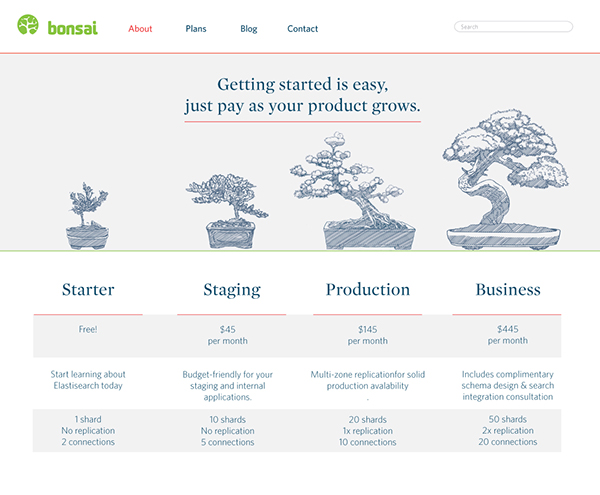 bonsai
About Plans Blog Contact
Search
Getting started is easy,
just pay as your product grows.
Starter
Staging
Production
Business
Free!
$45
per month
$145
per month
$445
per month
Start learning about
Elastisearch today
Budget-friendly for your
staging and internal
applications.
Multi-zone replicationfor solid
production avalability
.
Includes complimentary
schema design & search
integration consultation
1 shard
No replication
2 connections
10 shards
No replication
5 connections
20 shards
1x replication
10 connections
50 shards
2x replication
20 connections